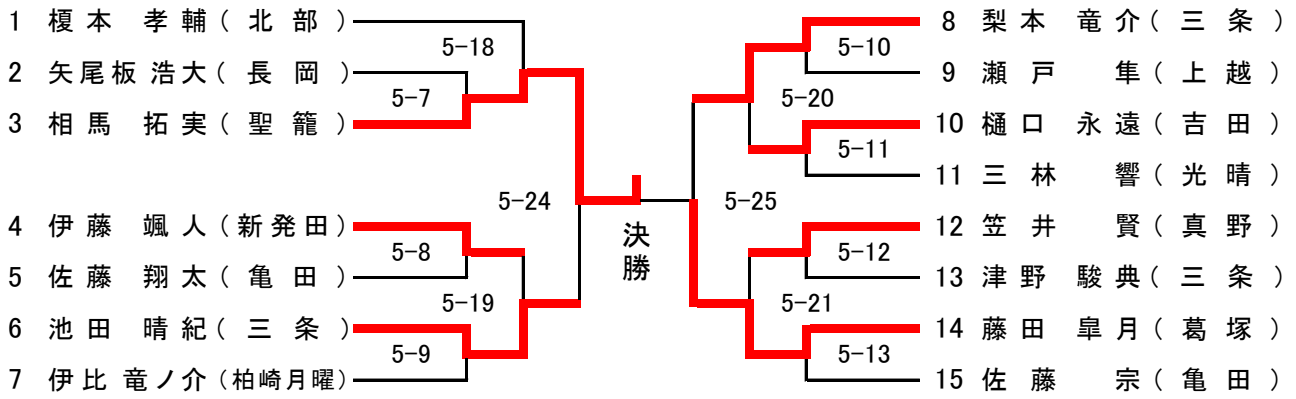 1 榎本 孝輔(北部)
5-18
2 矢尾板 浩大(長岡)
5-7
3 相馬 拓実(聖籠)
5-24
4 伊藤 颯人(新発田)
5-8
5 佐藤 翔太(亀田)
5-19
6 池田 晴紀(三条)
5-9
7 伊比 竜ノ介(柏崎月曜)
決勝
8 梨本 竜介(三条)
5-10
9 瀬戸 隼(上越)
5-20
10 樋口 永遠(吉田)
5-11
11 三林 響(光晴)
5-25
12 笠井 賢(真野)
5-12
13 津野 駿典(三条)
5-21
14 藤田 皐月(葛塚)
5-13
15 佐藤 宗(亀田)